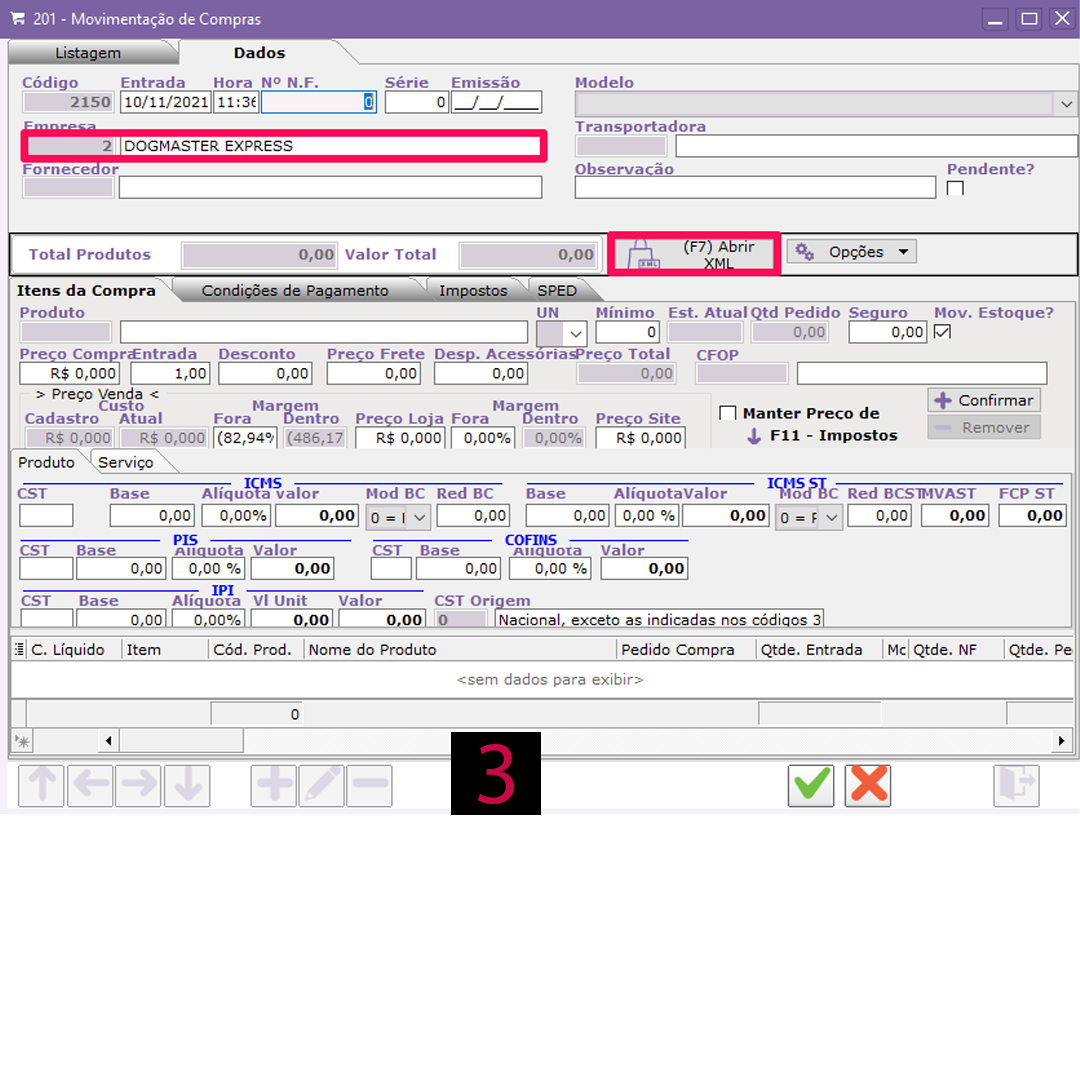 201 - Movimentação de Compras
Listagem Dados
Código Entrada Hora Nº N.F. Série Emissão Modelo
2150 10/11/2021 11:36 0 0 __/__/____
Empresa Transportadora
2 DOGMASTER EXPRESS
Fornecedor Observação Pendente?
Total Produtos 0,00 Valor Total 0,00 XML (F7) Abrir XML Opções
Itens da Compra Condições de Pagamento Impostos SPED
Produto UN Mínimo Est. Atual Qtd Pedido Seguro Mov. Estoque?
0 0,00 0,00
Preço Compra Entrada Desconto Preço Frete Desp. Acessórias Preço Total CFOP
R$ 0,000 1,00 0,00 0,00 0,00 0,00
> Preço Venda <
Custo Margem Margem
Cadastro Atual Fora Dentro Preço Loja Fora Dentro Preço Site
R$ 0,000 R$ 0,000 (82,94% (486,17 R$ 0,000 0,00% 0,00% R$ 0,000
Manter Preço de
F11 - Impostos
Confirmar
Remover
Produto Serviço
ICMS ICMS ST
CST Base Alíquota Valor Mod BC Red BC Base Alíquota Valor Mod BC Red BCST MVAST FCP ST
0,00 0,00% 0,00 0 = 0,00 0,00 0,00 % 0,00 0 = 0,00 0,00 0,00
PIS COFINS
CST Base Alíquota Valor CST Base Alíquota Valor
0,00 0,00 % 0,00 0,00 0,00 % 0,00
IPI
CST Base Alíquota Vl Unit Valor CST Origem
0,00 0,00% 0,00 0,00 0 Nacional, exceto as indicadas nos códigos 3
C. Líquido Item Cód. Prod. Nome do Produto Pedido Compra Qtde. Entrada Mc Qtde. NF Qtde. Pe
<sem dados para exibir>
0
3